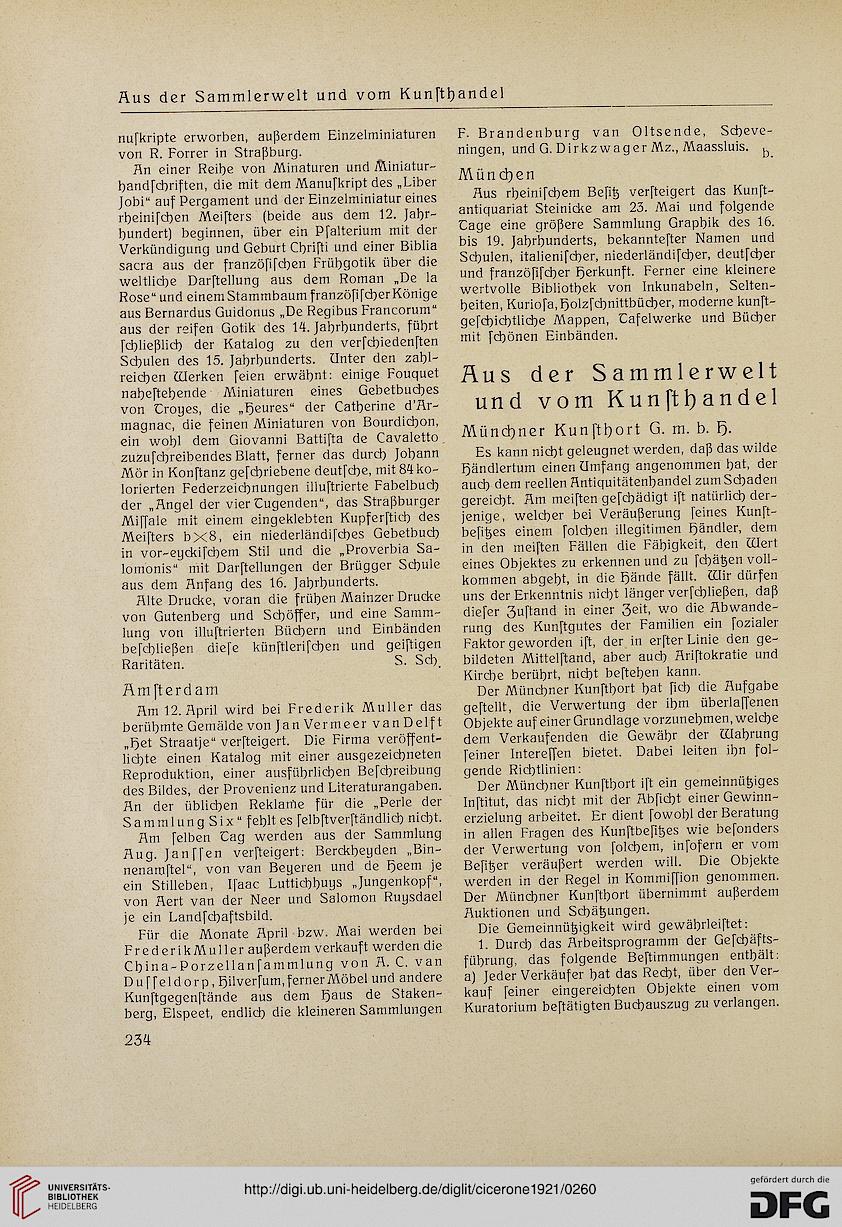 Aus der Sammlerwelt und vom Kunſthandel
nuſkripte erworben, außerdem Einzelminiaturen
von R. Forrer in Straßburg.
An einer Reihe von Minaturen und Miniatur-
handſchriften, die mit dem Manuſkript des „Liber
Jobi“ auf Pergament und der Einzelminiatur eines
rheiniſchen Meiſters (beide aus dem 12. Jahr-
hundert) beginnen, über ein Pſalterium mit der
Verkündigung und Geburt Chriſti und einer Biblia
sacra aus der franzöſiſchen Frühgotik über die
weltliche Darſtellung aus dem Roman „De la
Rose“ und einem Stammbaum franzöſiſcher Könige
aus Bernardus Guidonus „De Regibus Francorum“
aus der reifen Gotik des 14. Jahrhunderts, führt
ſchließlich der Katalog zu den verſchiedenſten
Schulen des 15. Jahrhunderts. Unter den zahl-
reichen Werken ſeien erwähnt: einige Fouquet
naheſtehende Miniaturen eines Gebetbuches
von Troyes, die „Heures“ der Catherine d'Ar-
magnac, die feinen Miniaturen von Bourdichon,
ein wohl dem Giovanni Battiſta de Cavaletto
zuzuſchreibendes Blatt, ferner das durch Johann
Mör in Konſtanz geſchriebene deutſche, mit 84 ko-
lorierten Federzeichnungen illuſtrierte Fabelbuch
der „Angel der vier Tugenden“, das Straßburger
Miſſale mit einem eingeklebten Kupferſtich des
Meiſters b×8, ein niederländiſches Gebetbuch
in vor-eyckiſchem Stil und die „Proverbia Sa-
lomonis“ mit Darſtellungen der Brügger Schule
aus dem Anfang des 16. Jahrhunderts.
Alte Drucke, voran die frühen Mainzer Drucke
von Gutenberg und Schöffer, und eine Samm-
lung von illuſtrierten Büchern und Einbänden
beſchließen dieſe künſtleriſchen und geiſtigen
Raritäten. S. Sch.
Amſterdam
Am 12. April wird bei Frederik Muller das
berühmte Gemälde von Jan Vermeer van Delft
„Het Straatje“ verſteigert. Die Firma veröffent-
lichte einen Katalog mit einer ausgezeichneten
Reproduktion, einer ausführlichen Beſchreibung
des Bildes, der Provenienz und Literaturangaben.
An der üblichen Reklame für die „Perle der
Sammlung Six“ fehlt es ſelbſtverſtändlich nicht.
Am ſelben Tag werden aus der Sammlung
Aug. Janſſen verſteigert: Berckheyden „Bin-
nenamſtel“, von van Beyeren und de Heem je
ein Stilleben, Iſaac Luttichhuys „Jungenkopf“,
von Aert van der Neer und Salomon Ruysdael
je ein Landſchaftsbild.
Für die Monate April bzw. Mai werden bei
Frederik Muller außerdem verkauft werden die
China-Porzellanſammlung von A. C. van
Duſſeldorp, Hilverſum, ferner Möbel und andere
Kunſtgegenſtände aus dem Haus de Staken-
berg, Elspeet, endlich die kleineren Sammlungen
F. Brandenburg van Oltsende, Scheve-
ningen, und G. Dirkzwager Mz., Maassluis. h.
München
Aus rheiniſchem Beſitz verſteigert das Kunſt-
antiquariat Steinicke am 23. Mai und folgende
Tage eine größere Sammlung Graphik des 16.
bis 19. Jahrhunderts, bekannteſter Namen und
Schulen, italieniſcher, niederländiſcher, deutſcher
und franzöſiſcher Herkunft. Ferner eine kleinere
wertvolle Bibliothek von Inkunabeln, Selten-
heiten, Kurioſa, Holzſchnittbücher, moderne kunſt-
geſchichtliche Mappen, Tafelwerke und Bücher
mit ſchönen Einbänden.
Aus der Sammlerwelt
und vom Kunſthandel
Münchner Kunſthort G. m. b. H.
Es kann nicht geleugnet werden, daß das wilde
Händlertum einen Umfang angenommen hat, der
auch dem reellen Antiquitätenhandel zum Schaden
gereicht. Am meiſten geſchädigt iſt natürlich der-
jenige, welcher bei Veräußerung ſeines Kunſt-
beſitzes einem ſolchen illegitimen Händler, dem
in den meiſten Fällen die Fähigkeit, den Wert
eines Objektes zu erkennen und zu ſchätzen voll-
kommen abgeht, in die Hände fällt. Wir dürfen
uns der Erkenntnis nicht länger verſchließen, daß
dieſer Zuſtand in einer Zeit, wo die Abwande-
rung des Kunſtgutes der Familien ein ſozialer
Faktor geworden iſt, der in erſter Linie den ge-
bildeten Mittelſtand, aber auch Ariſtokratie und
Kirche berührt, nicht beſtehen kann.
Der Münchner Kunſthort hat ſich die Aufgabe
geſtellt, die Verwertung der ihm überlaſſenen
Objekte auf einer Grundlage vorzunehmen, welche
dem Verkaufenden die Gewähr der Wahrung
ſeiner Intereſſen bietet. Dabei leiten ihn fol-
gende Richtlinien:
Der Münchner Kunſthort iſt ein gemeinnütziges
Inſtitut, das nicht mit der Abſicht einer Gewinn-
erzielung arbeitet. Er dient ſowohl der Beratung
in allen Fragen des Kunſtbeſitzes wie beſonders
der Verwertung von ſolchem, inſofern er vom
Beſitzer veräußert werden will. Die Objekte
werden in der Regel in Kommiſſion genommen.
Der Münchner Kunſthort übernimmt außerdem
Auktionen und Schätzungen.
Die Gemeinnützigkeit wird gewährleiſtet:
1. Durch das Arbeitsprogramm der Geſchäfts-
führung, das folgende Beſtimmungen enthält:
a) Jeder Verkäufer hat das Recht, über den Ver-
kauf ſeiner eingereichten Objekte einen vom
Kuratorium beſtätigten Buchauszug zu verlangen.
234
UNIVERSITÄTS-
BIBLIOTHEK
HEIDELBERG
http://digi.ub.uni-heidelberg.de/diglit/cicerone1921/0260
gefördert durch die
DFG